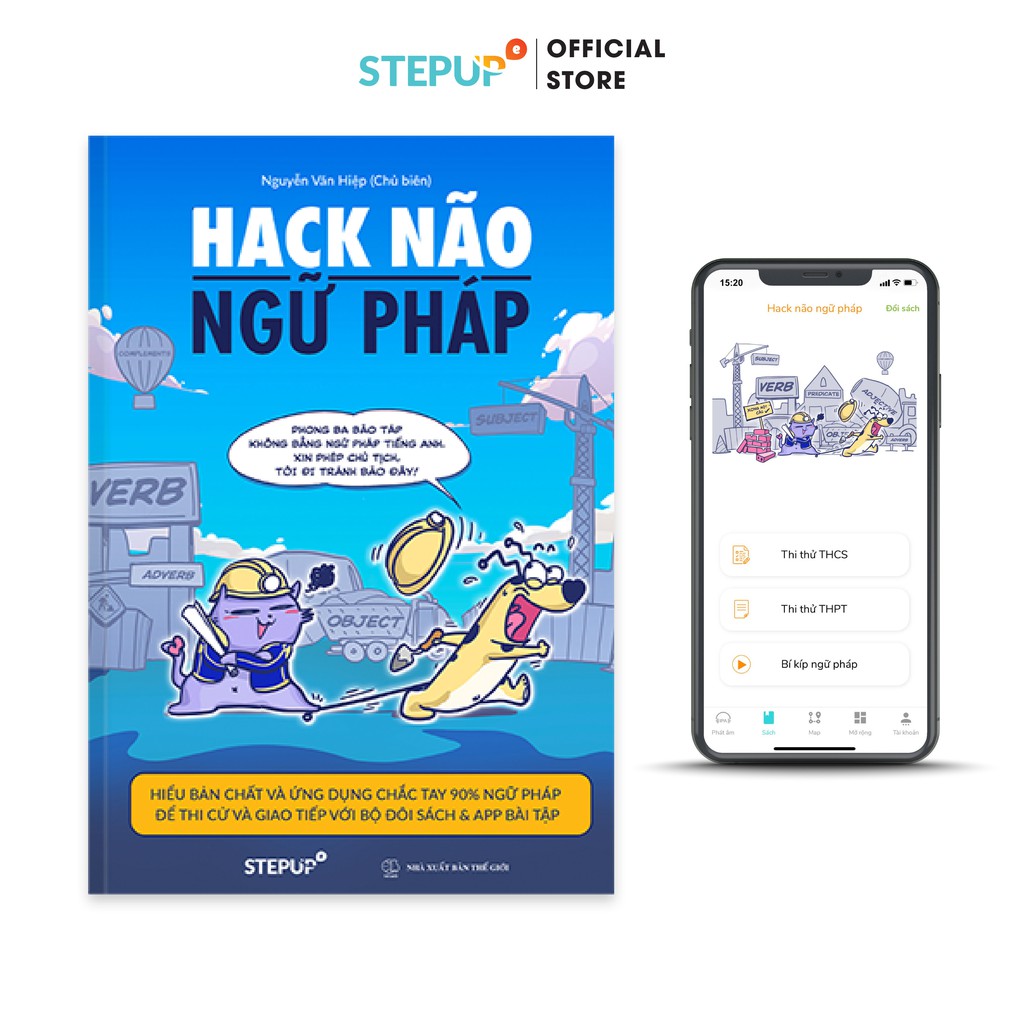 STEPUP e
OFFICIAL
STORE
Nguyễn Văn Hiệp (Chủ biên)
HACK NÃO
NGỮ PHÁP
COMPLEMENTS
SUBJECT
PHONG BA BÃO TÁP
KHÔNG BẰNG NGỮ PHÁP TIẾNG ANH.
XIN PHÉP CHỦ TỊCH,
TÔI ĐI TRÁNH BÃO ĐÂY!
VERB
ADVERB
OBJECT
HIỂU BẢN CHẤT VÀ ỨNG DỤNG CHẮC TAY 90% NGỮ PHÁP
ĐỂ THI CỬ VÀ GIAO TIẾP VỚI BỘ ĐÔI SÁCH & APP BÀI TẬP
STEPUP e
NHÀ XUẤT BẢN THẾ GIỚI
15:20
Hack não ngữ pháp
Đổi sách
SUBJECT
VERB
PREDICATE
ADJECTIVE
ADVERB
Thi thử THCS
Thi thử THPT
Bí kíp ngữ pháp
Phát âm
Sách
Map
Mở rộng
Tài khoản